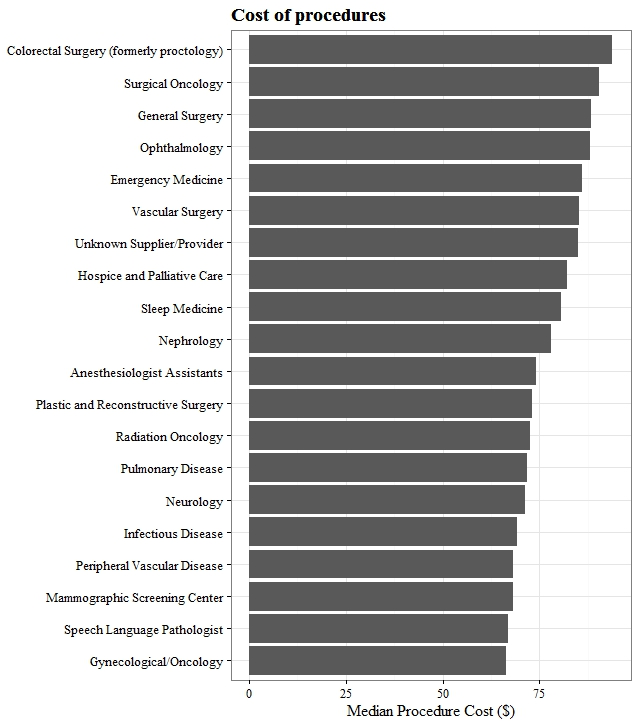 Cost of procedures
Colorectal Surgery (formerly proctology)
Surgical Oncology
General Surgery
Ophthalmology
Emergency Medicine
Vascular Surgery
Unknown Supplier/Provider
Hospice and Palliative Care
Sleep Medicine
Nephrology
Anesthesiologist Assistants
Plastic and Reconstructive Surgery
Radiation Oncology
Pulmonary Disease
Neurology
Infectious Disease
Peripheral Vascular Disease
Mammographic Screening Center
Speech Language Pathologist
Gynecological/Oncology
0 25 50 75
Median Procedure Cost ($)